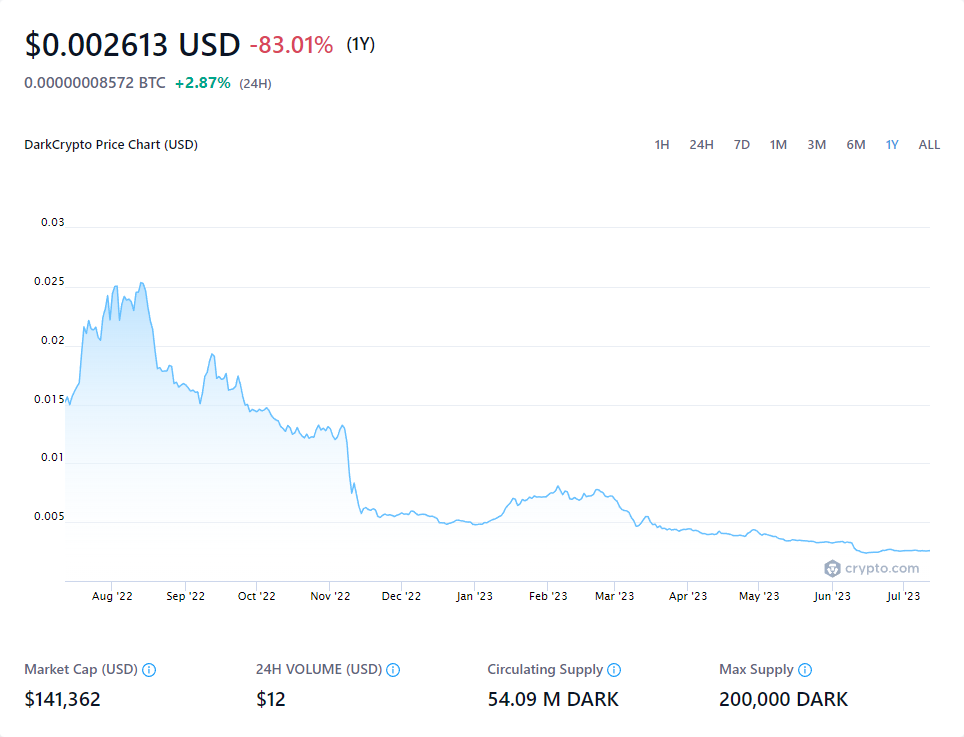 $0.002613 USD -83.01% (1Y)
0.00000008572 BTC +2.87% (24H)
DarkCrypto Price Chart (USD) 1H 24H 7D 1M 3M 6M 1Y ALL
0.03
0.025
0.02
0.015
0.01
0.005
crypto.com
Aug '22 Sep '22 Oct '22 Nov '22 Dec '22 Jan '23 Feb '23 Mar '23 Apr '23 May '23 Jun '23 Jul '23
Market Cap (USD) 24H VOLUME (USD) Circulating Supply Max Supply
$141,362 $12 54.09 M DARK 200,000 DARK